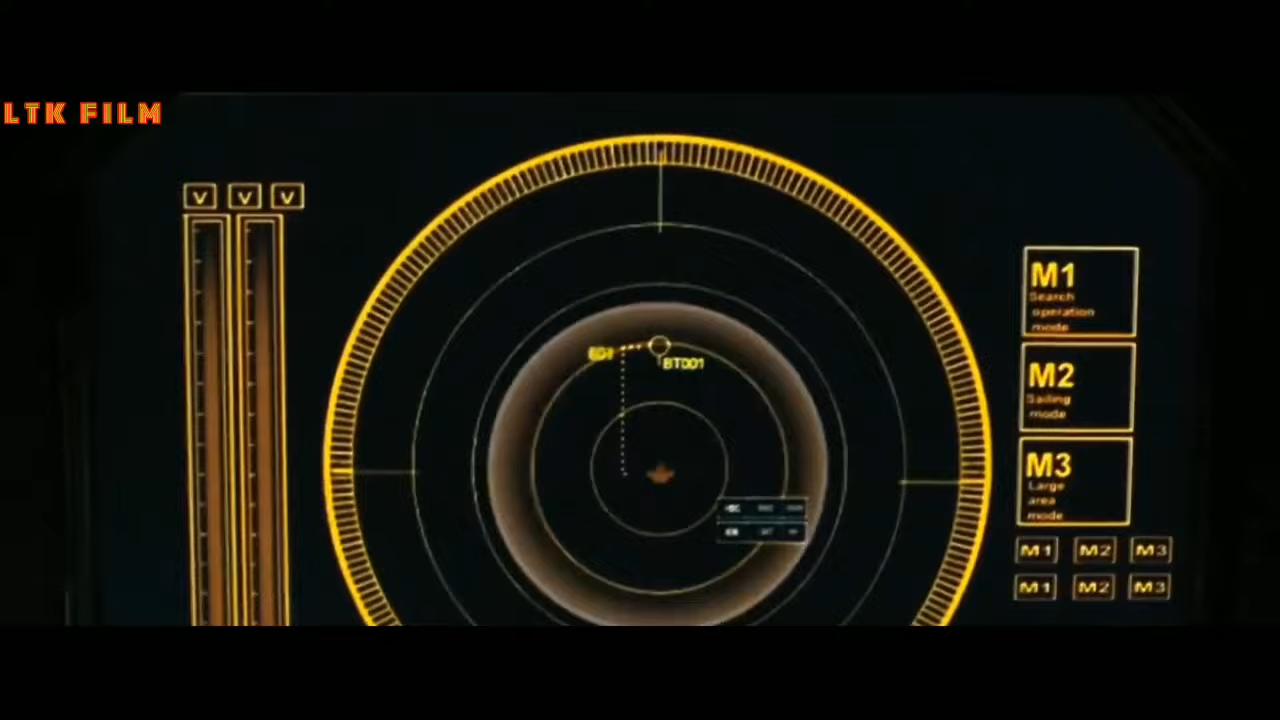 LTK FILM
V V V
M1
Search
operation
mode
BT001
M2
Sailing
mode
M3
Large
area
mode
M1 M2 M3
M1 M2 M3